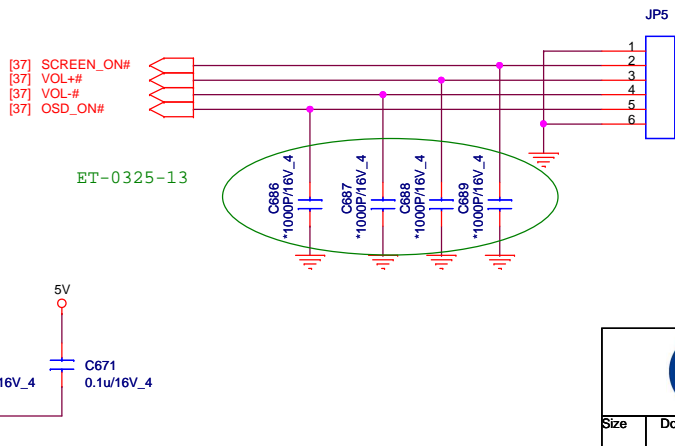 JP5
[37] SCREEN_ON#
[37] VOL+#
[37] VOL-#
[37] OSD_ON#
1
2
3
4
5
6
ET-0325-13
C686
*1000P/16V_4
C687
*1000P/16V_4
C688
*1000P/16V_4
C689
*1000P/16V_4
5V
C671
0.1u/16V_4
16V_4
Size
Do